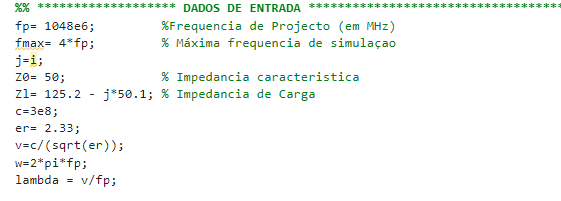 %% ******************* DADOS DE ENTRADA ************************************
fp= 1048e6; %Frequencia de Projecto (em MHz)
fmax= 4*fp; % Máxima frequencia de simulaçao
j=i;
Z0= 50; % Impedancia caracteristica
Zl= 125.2 - j*50.1; % Impedancia de Carga
c=3e8;
er= 2.33;
v=c/(sqrt(er));
w=2*pi*fp;
lambda = v/fp;